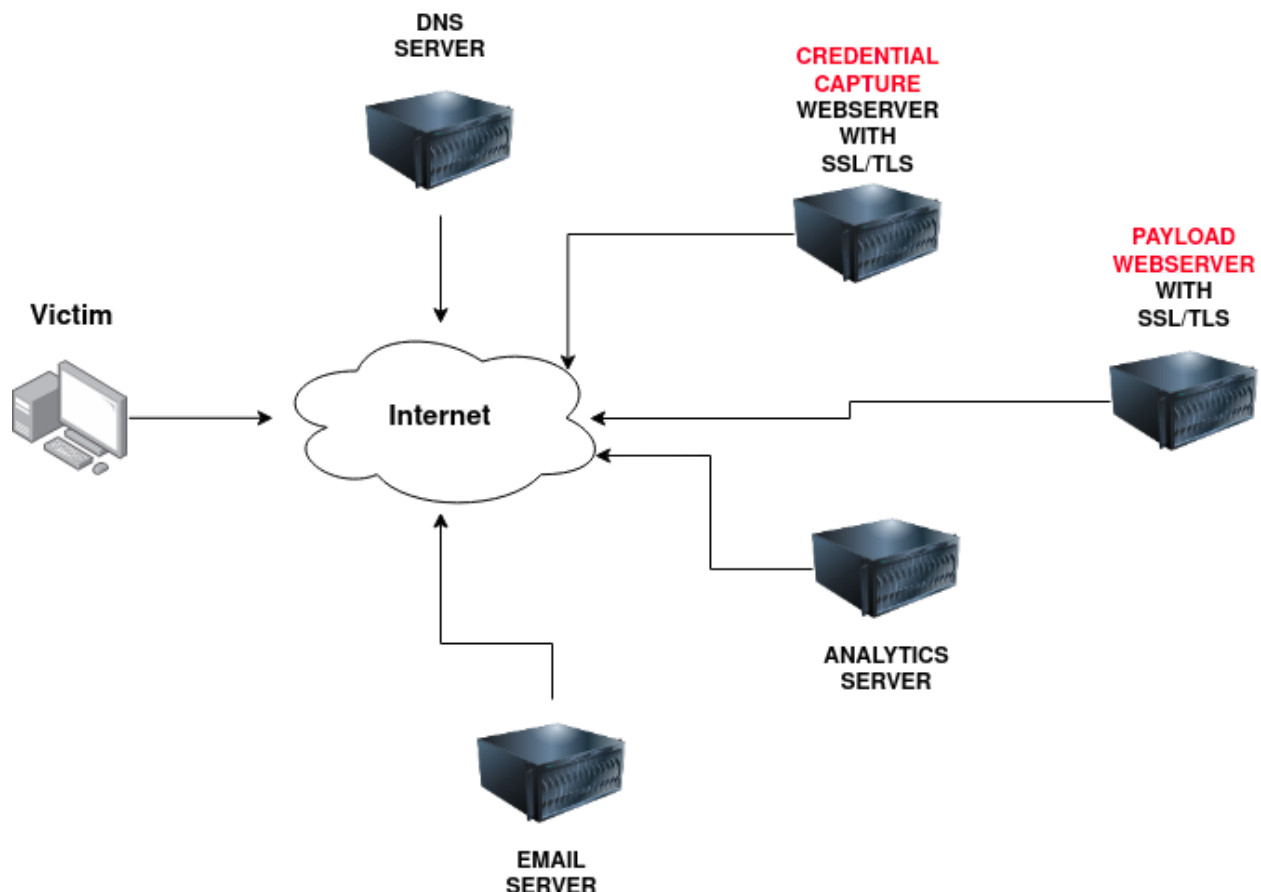 DNS
SERVER
CREDENTIAL
CAPTURE
WEBSERVER
WITH
SSL/TLS
PAYLOAD
WEBSERVER
WITH
SSL/TLS
Victim
Internet
ANALYTICS
SERVER
EMAIL
SERVER